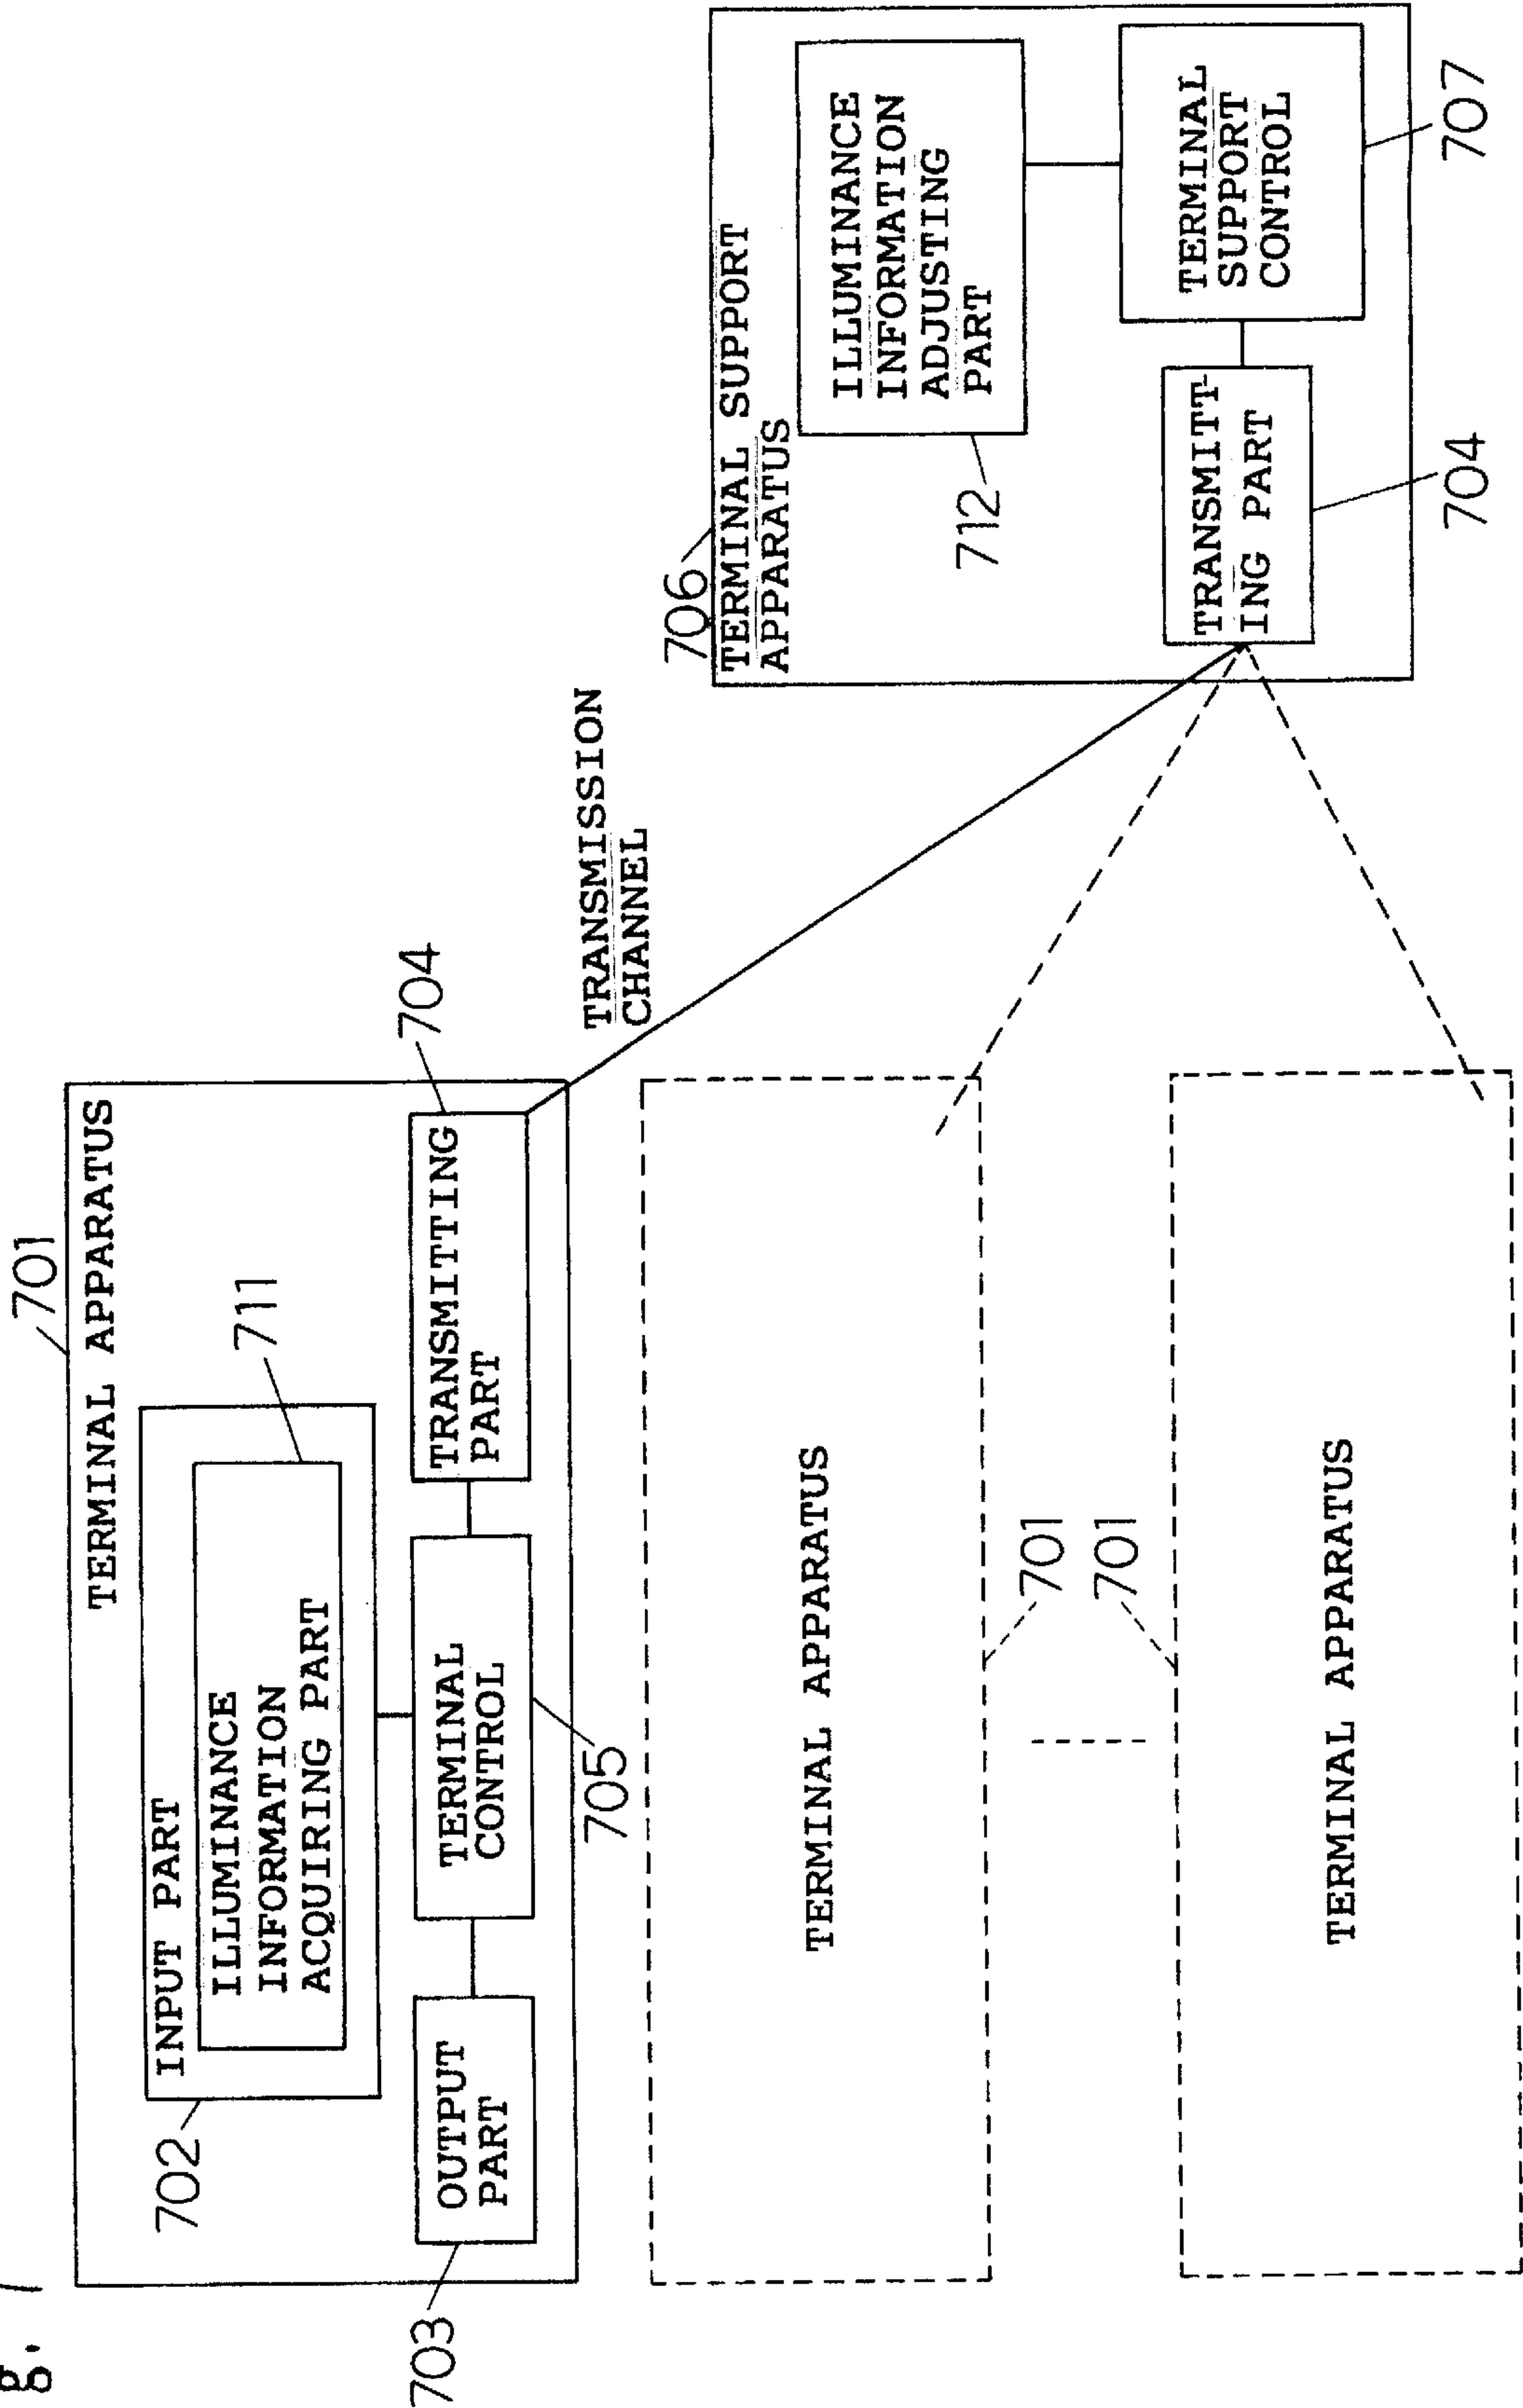 g. 7
701
TERMINAL APPARATUS
INPUT PART
711
ILLUMINANCE
INFORMATION
ACQUIRING PART
702
704
OUTPUT
PART
TERMINAL
CONTROL
TRANSMITTING
PART
703
705
TRANSMISSION
CHANNEL
706
TERMINAL SUPPORT
APPARATUS
ILLUMINANCE
INFORMATION
ADJUSTING
PART
712
TRANSMITT-
ING PART
TERMINAL
SUPPORT
CONTROL
704
707
TERMINAL APPARATUS
701
701
TERMINAL APPARATUS